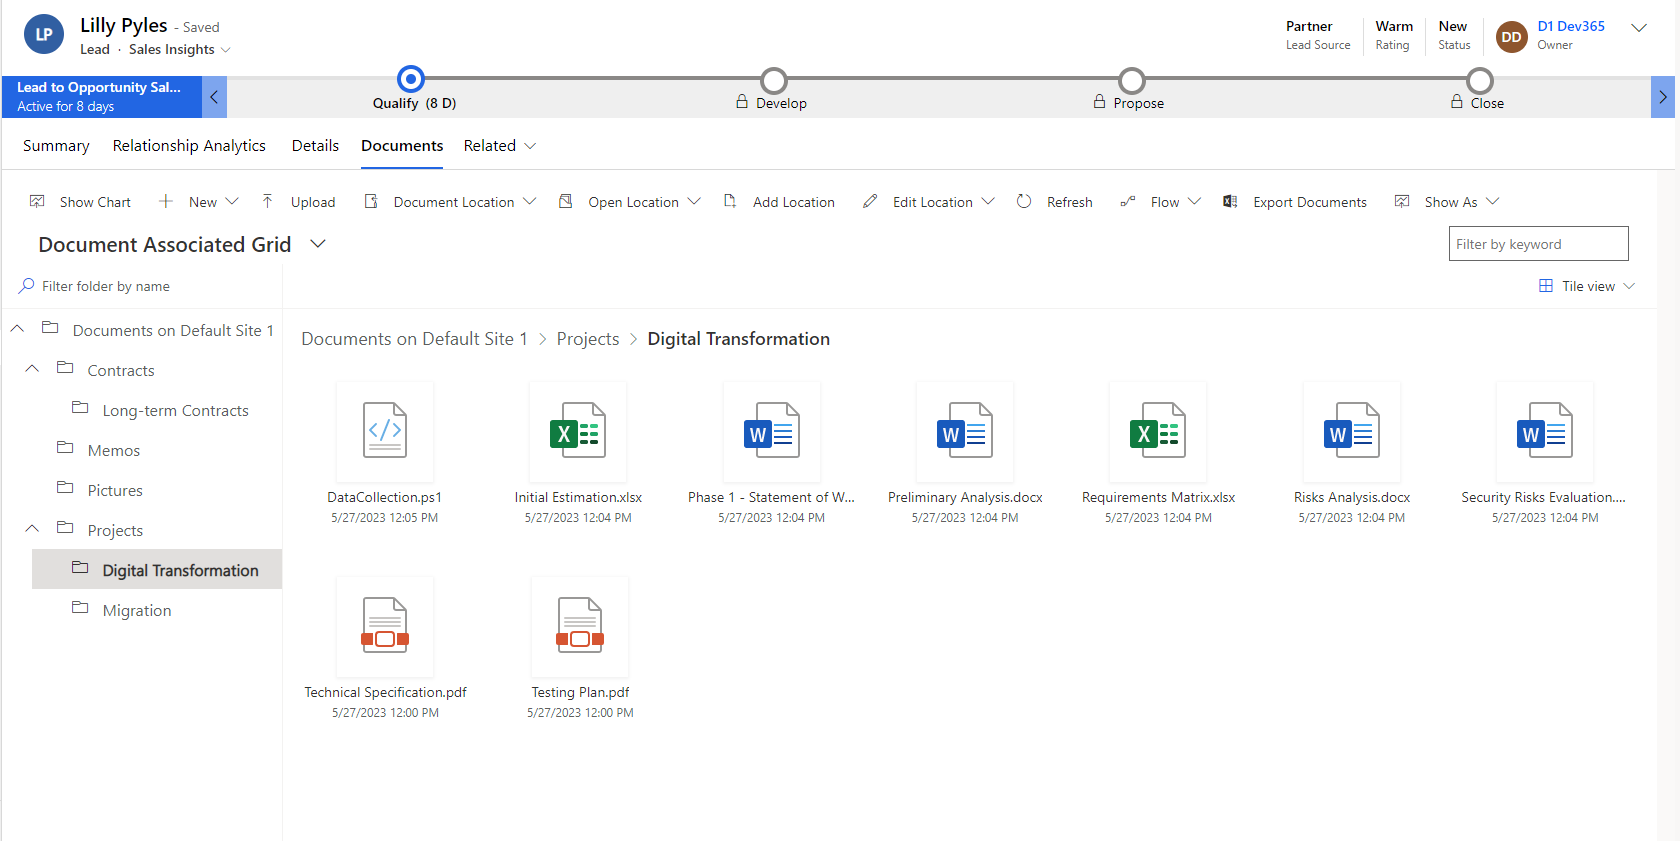 LP
Lilly Pyles - Saved
Lead · Sales Insights
Partner
Lead Source
Warm
Rating
New
Status
DD
D1 Dev365
Owner
Lead to Opportunity Sal...
Active for 8 days
Qualify (8 D)
Develop
Propose
Close
Summary Relationship Analytics Details Documents Related
Show Chart New Upload Document Location Open Location Add Location Edit Location Refresh Flow Export Documents Show As
Document Associated Grid
Filter by keyword
Filter folder by name
Tile view
Documents on Default Site 1
Contracts
Long-term Contracts
Memos
Pictures
Projects
Digital Transformation
Migration
Documents on Default Site 1 > Projects > Digital Transformation
DataCollection.ps1
5/27/2023 12:05 PM
Initial Estimation.xlsx
5/27/2023 12:04 PM
Phase 1 - Statement of W...
5/27/2023 12:04 PM
Preliminary Analysis.docx
5/27/2023 12:04 PM
Requirements Matrix.xlsx
5/27/2023 12:04 PM
Risks Analysis.docx
5/27/2023 12:04 PM
Security Risks Evaluation....
5/27/2023 12:04 PM
Technical Specification.pdf
5/27/2023 12:00 PM
Testing Plan.pdf
5/27/2023 12:00 PM